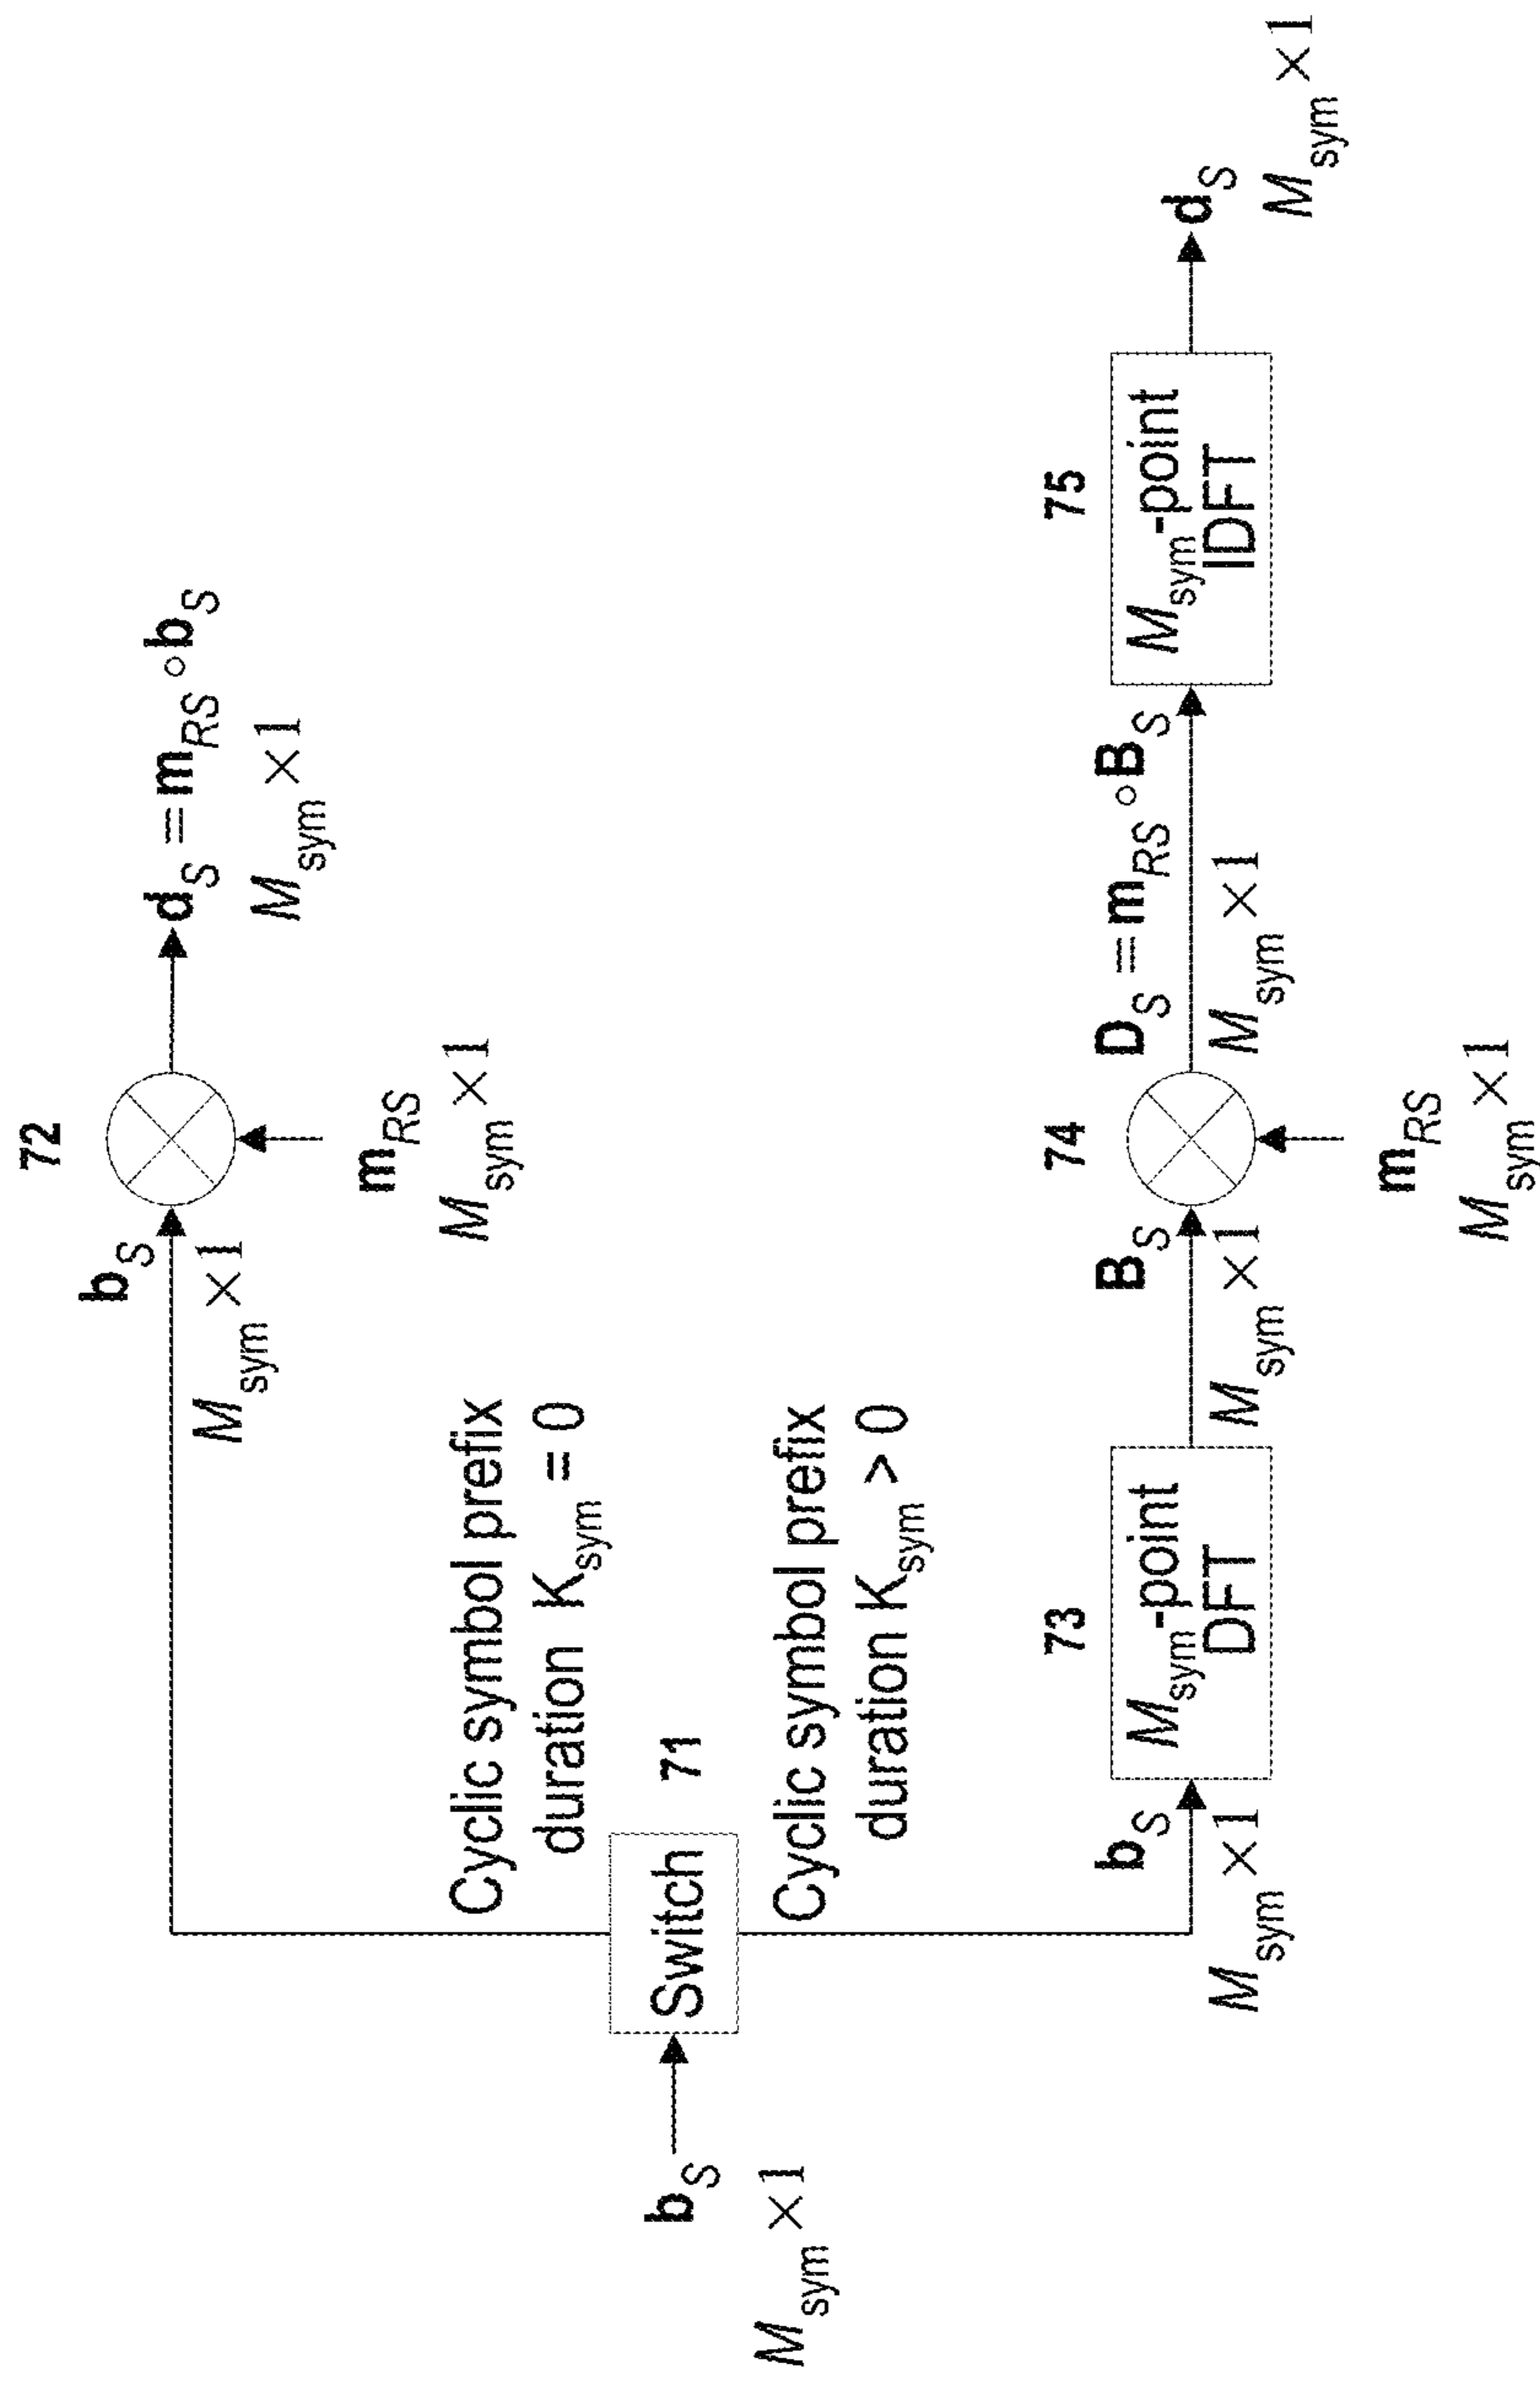 72
b_S
M_sym ×1
m_RS
M_sym ×1
d_S = m_RS ∘ b_S
M_sym ×1
b_S
M_sym ×1
Switch
71
Cyclic symbol prefix
duration K_sym = 0
Cyclic symbol prefix
duration K_sym > 0
b_S
M_sym ×1
73
M_sym-point
DFT
B_S
M_sym ×1
74
m_RS
M_sym ×1
D_S = m_RS ∘ B_S
M_sym ×1
75
M_sym-point
IDFT
d_S
M_sym ×1